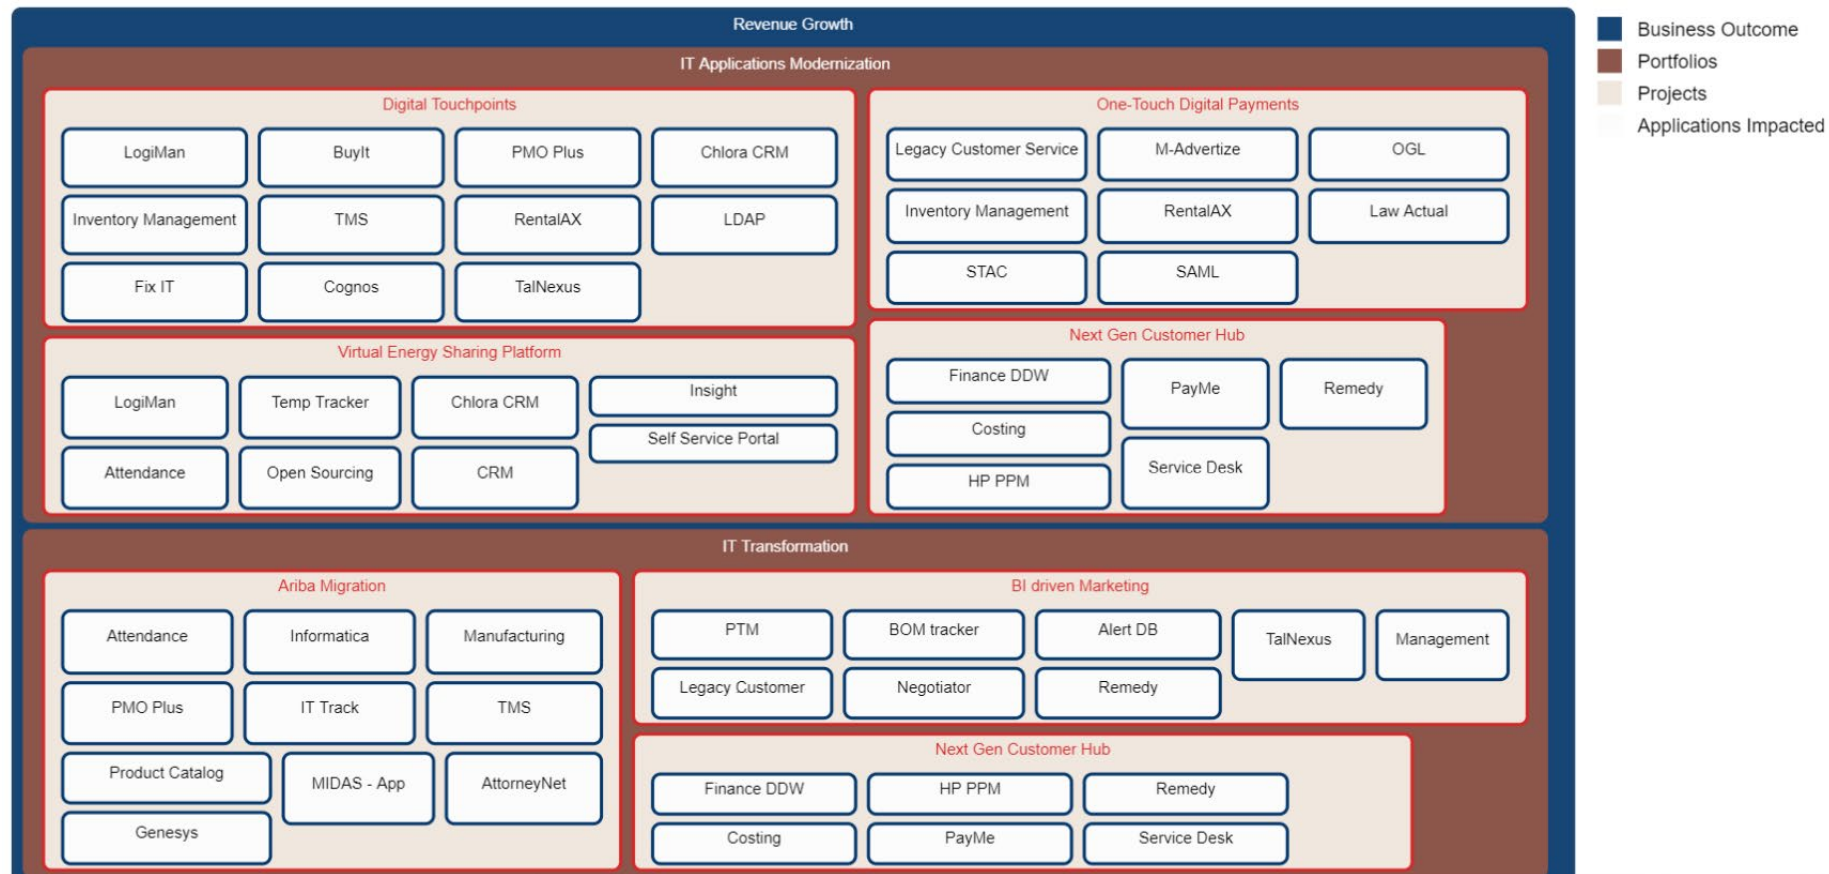 Revenue Growth
IT Applications Modernization
Digital Touchpoints
LogiMan
BuyIt
PMO Plus
Chlora CRM
Inventory Management
TMS
RentalAX
LDAP
Fix IT
Cognos
TalNexus
One-Touch Digital Payments
Legacy Customer Service
M-Advertize
OGL
Inventory Management
RentalAX
Law Actual
STAC
SAML
Virtual Energy Sharing Platform
LogiMan
Temp Tracker
Chlora CRM
Insight
Self Service Portal
Attendance
Open Sourcing
CRM
Next Gen Customer Hub
Finance DDW
PayMe
Remedy
Costing
Service Desk
HP PPM
IT Transformation
Ariba Migration
Attendance
Informatica
Manufacturing
PMO Plus
IT Track
TMS
Product Catalog
MIDAS - App
AttorneyNet
Genesys
BI driven Marketing
PTM
BOM tracker
Alert DB
TalNexus
Management
Legacy Customer
Negotiator
Remedy
Next Gen Customer Hub
Finance DDW
HP PPM
Remedy
Costing
PayMe
Service Desk
Business Outcome
Portfolios
Projects
Applications Impacted